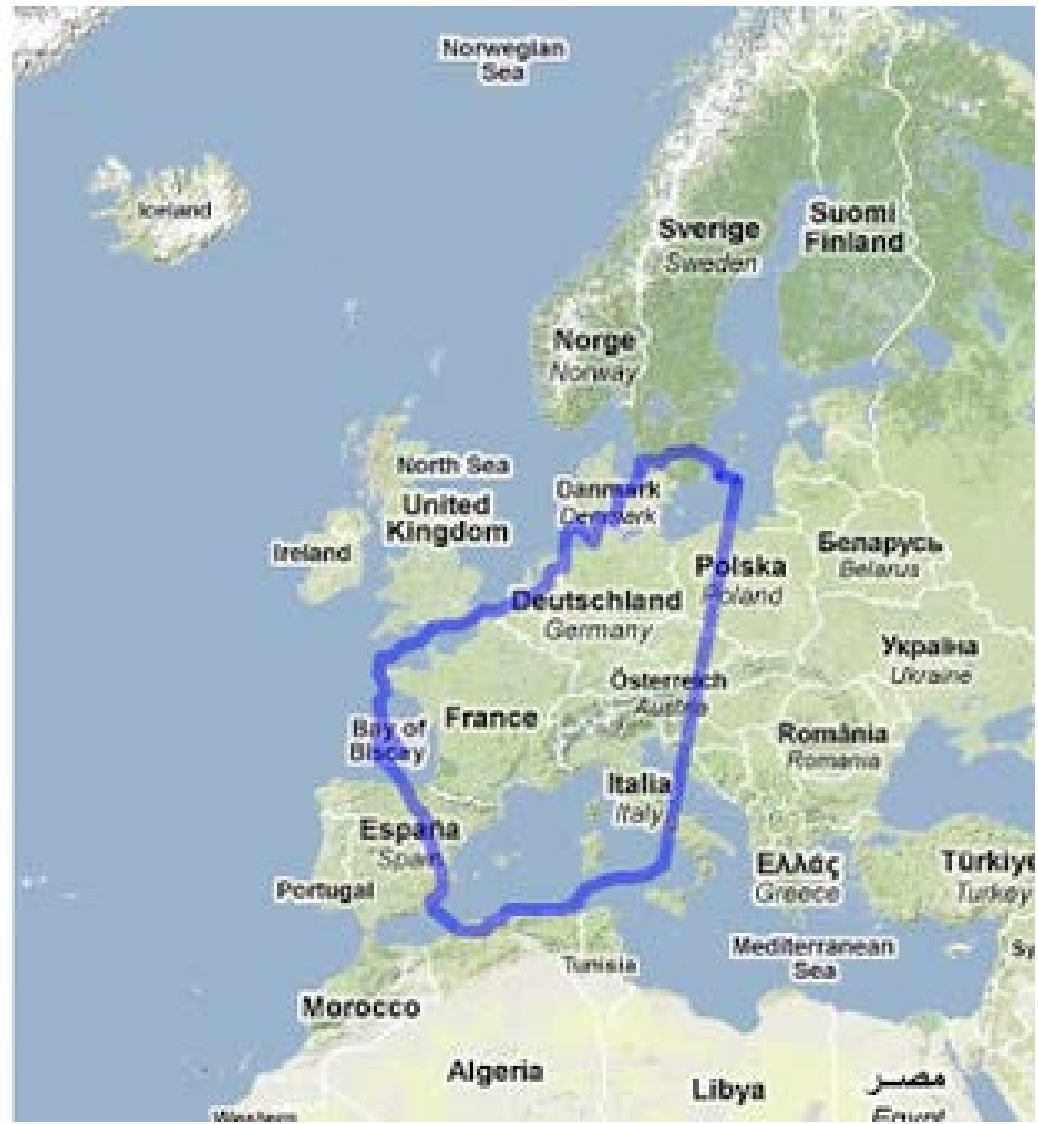 Norwegian
Sea
Iceland
Sverige
Sweden
Suomi
Finland
Norge
Norway
North Sea
United
Kingdom
Ireland
Danmark
Denmark
Deutschland
Germany
Polska
Poland
Беларусь
Belarus
Україна
Ukraine
Österreich
Austria
France
Bay of
Biscay
România
Romania
Italia
Italy
España
Spain
Portugal
Ελλάς
Greece
Türkiye
Turkey
Mediterranean
Sea
Sy
Tunisia
Morocco
Algeria
Libya
مصر
Egypt
Western